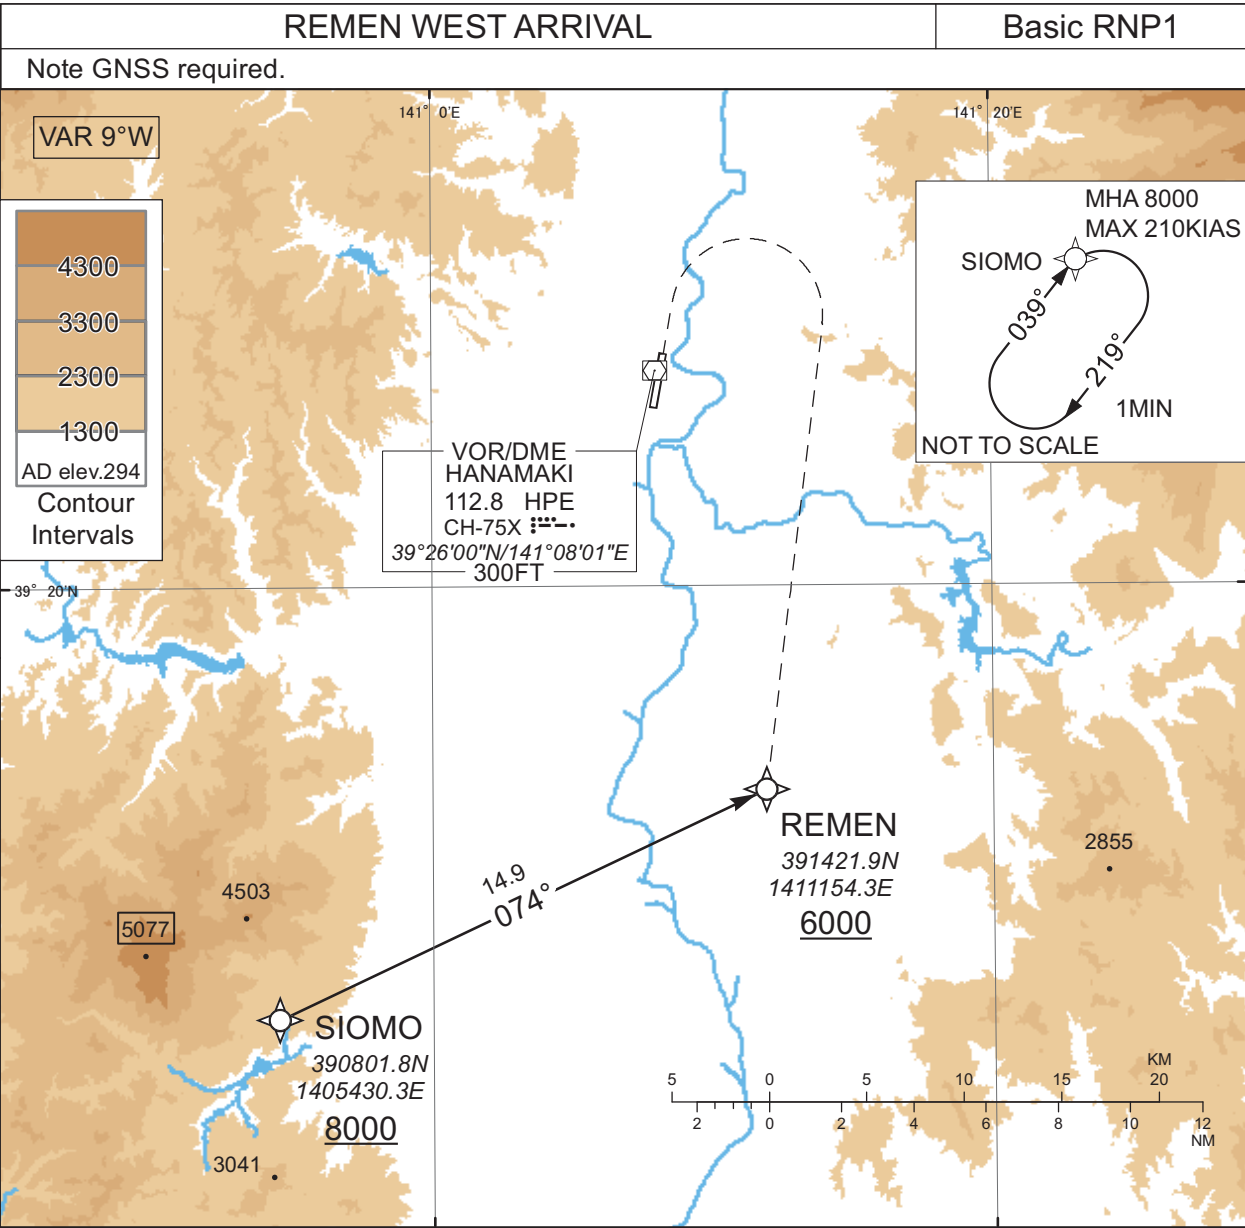 REMEN WEST ARRIVAL
Basic RNP1
Note GNSS required.
VAR 9°W
141° 0'E
141° 20'E
4300
3300
2300
1300
AD elev.294
Contour
Intervals
MHA 8000
MAX 210KIAS
SIOMO
039°
219°
1MIN
NOT TO SCALE
VOR/DME
HANAMAKI
112.8 HPE
CH-75X
39°26'00"N/141°08'01"E
300FT
39° 20'N
REMEN
391421.9N
1411154.3E
6000
14.9
074°
2855
4503
5077
SIOMO
390801.8N
1405430.3E
8000
3041
KM
5 0 5 10 15 20
2 0 2 4 6 8 10 12
NM